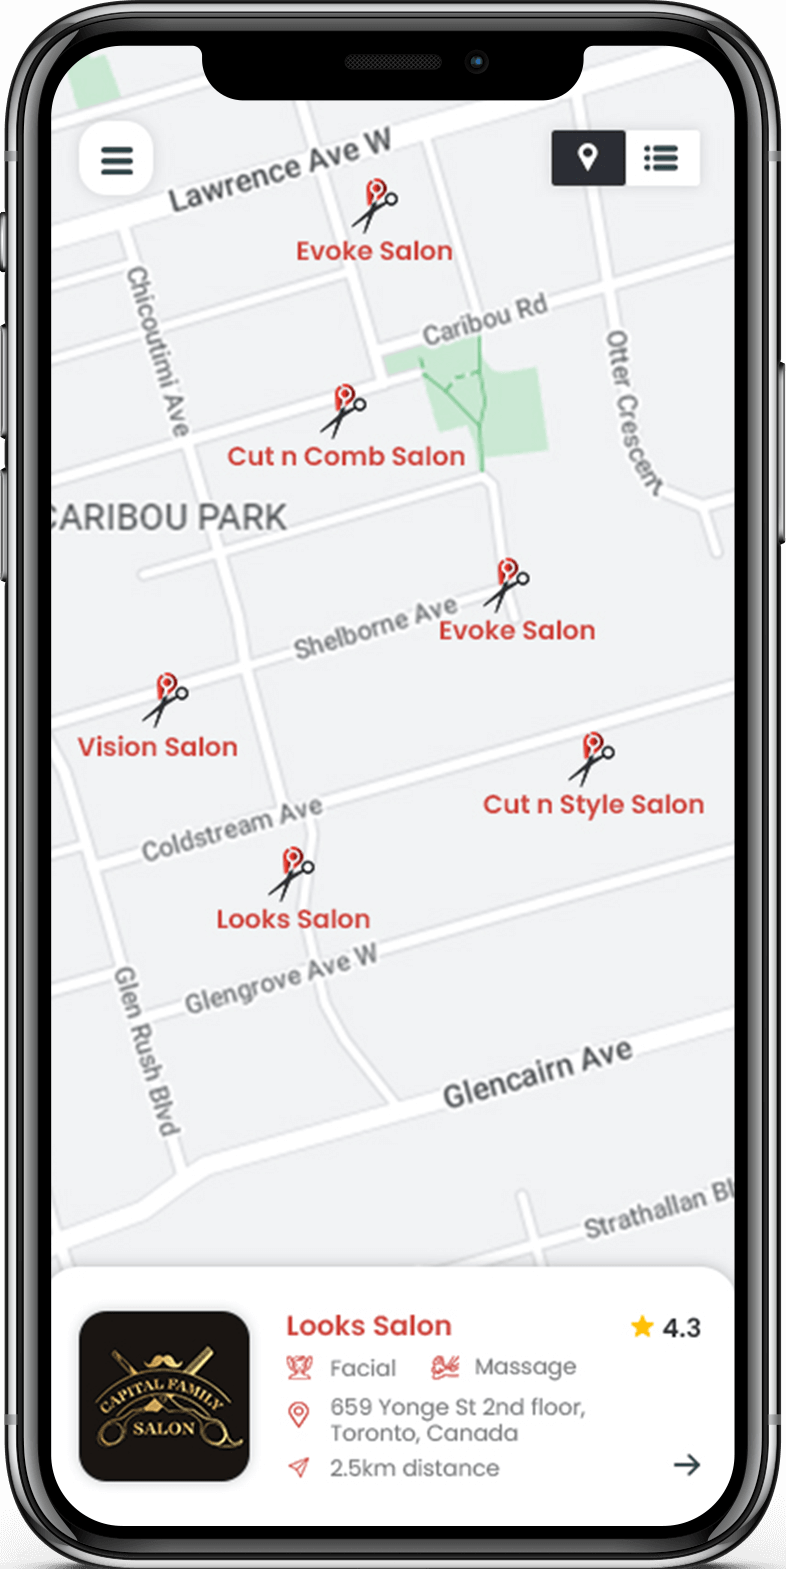 Lawrence Ave W
Evoke Salon
Chicoutimi Ave
Caribou Rd
Otter Crescent
Cut n Comb Salon
CARIBOU PARK
Shelborne Ave
Evoke Salon
Vision Salon
Cut n Style Salon
Coldstream Ave
Looks Salon
Glengrove Ave W
Glen Rush Blvd
Glencairn Ave
Strathallan Bl
Looks Salon
4.3
Facial Massage
659 Yonge St 2nd floor,
Toronto, Canada
2.5km distance
CAPITAL FAMILY
SALON